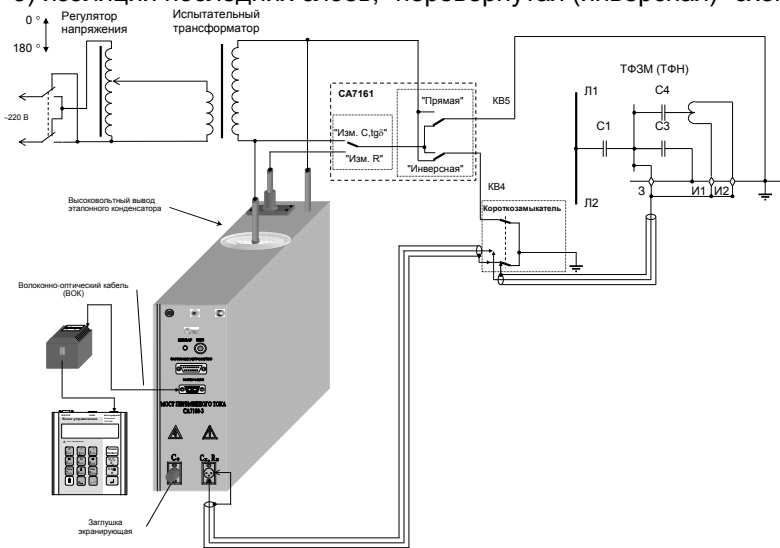 изоляции последних слоев, "перевернутая (инверсная)"
0 °
180 °
Регулятор
напряжения
Испытательный
трансформатор
~220 В
СА7161
"Изм. С,tgδ"
"Изм. R"
"Прямая"
"Инверсная"
КВ5
КВ4
ТФЗМ (ТФН)
Л1
Л2
С1
С4
С3
З
И1
И2
Короткозамыкатель
Высоковольтный вывод
эталонного конденсатора
Волоконно-оптический кабель
(ВОК)
МОСТ ПЕРЕМЕННОГО ТОКА
СА7100-3
Блок управления
Заглушка
экранирующая